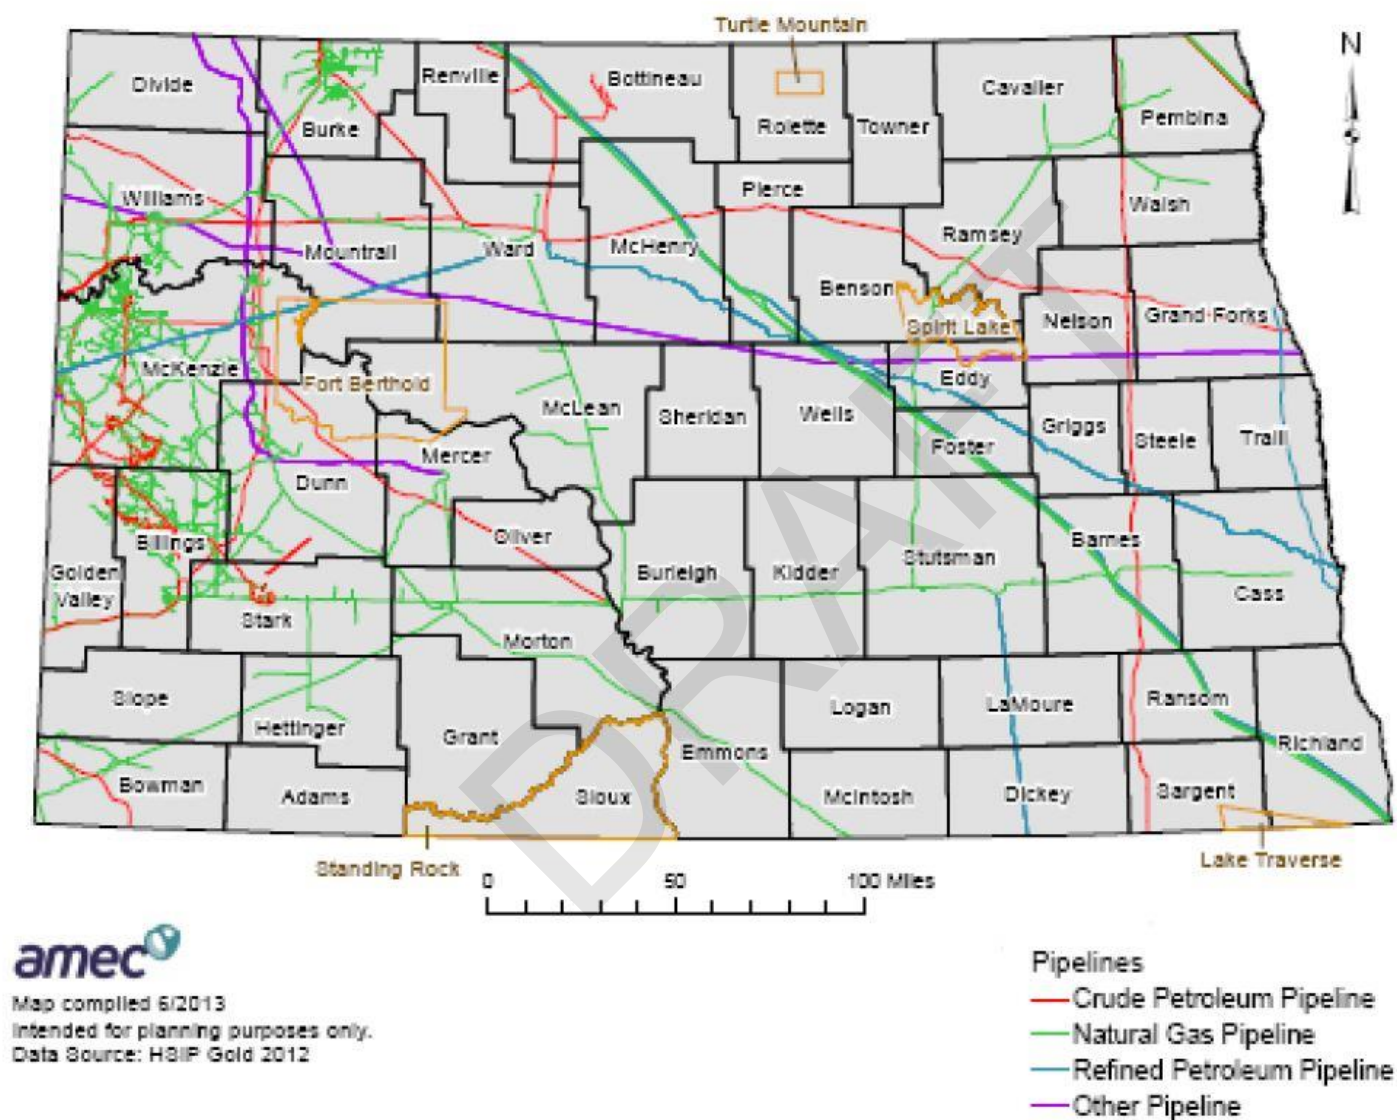 Turtle Mountain
N
Divide
Renville
Bottineau
Cavalier
Burke
Rolette
Towner
Pembina
Williams
Pierce
Walsh
Mountrail
Ward
McHenry
Ramsey
Benson
Spirit Lake
Nelson
Grand Forks
McKenzie
Fort Berthold
Eddy
McLean
Sheridan
Wells
Griggs
Steele
Traill
Mercer
Foster
Dunn
Billings
Oliver
Stutsman
Barnes
Golden
Valley
Burleigh
Kidder
Cass
Stark
Morton
Slope
Hettinger
Grant
Emmons
Logan
LaMoure
Ransom
Richland
Bowman
Adams
Sioux
McIntosh
Dickey
Sargent
Standing Rock
Lake Traverse
0 50 100 Miles
DRAFT
amec
Map compiled 6/2013
Intended for planning purposes only.
Data Source: HSIP Gold 2012
Pipelines
Crude Petroleum Pipeline
Natural Gas Pipeline
Refined Petroleum Pipeline
Other Pipeline